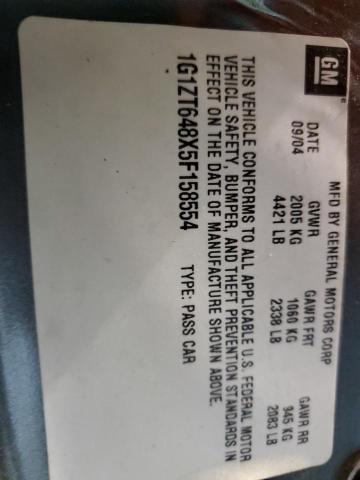 GM
MFD BY GENERAL MOTORS CORP
DATE GVWR GAWR FRT GAWR RR
09/04 2005 KG 1060 KG 945 KG
4421 LB 2338 LB 2083 LB
THIS VEHICLE CONFORMS TO ALL APPLICABLE U.S. FEDERAL MOTOR
VEHICLE SAFETY, BUMPER, AND THEFT PREVENTION STANDARDS IN
EFFECT ON THE DATE OF MANUFACTURE SHOWN ABOVE.
1G1ZT648X5F158554 TYPE: PASS CAR